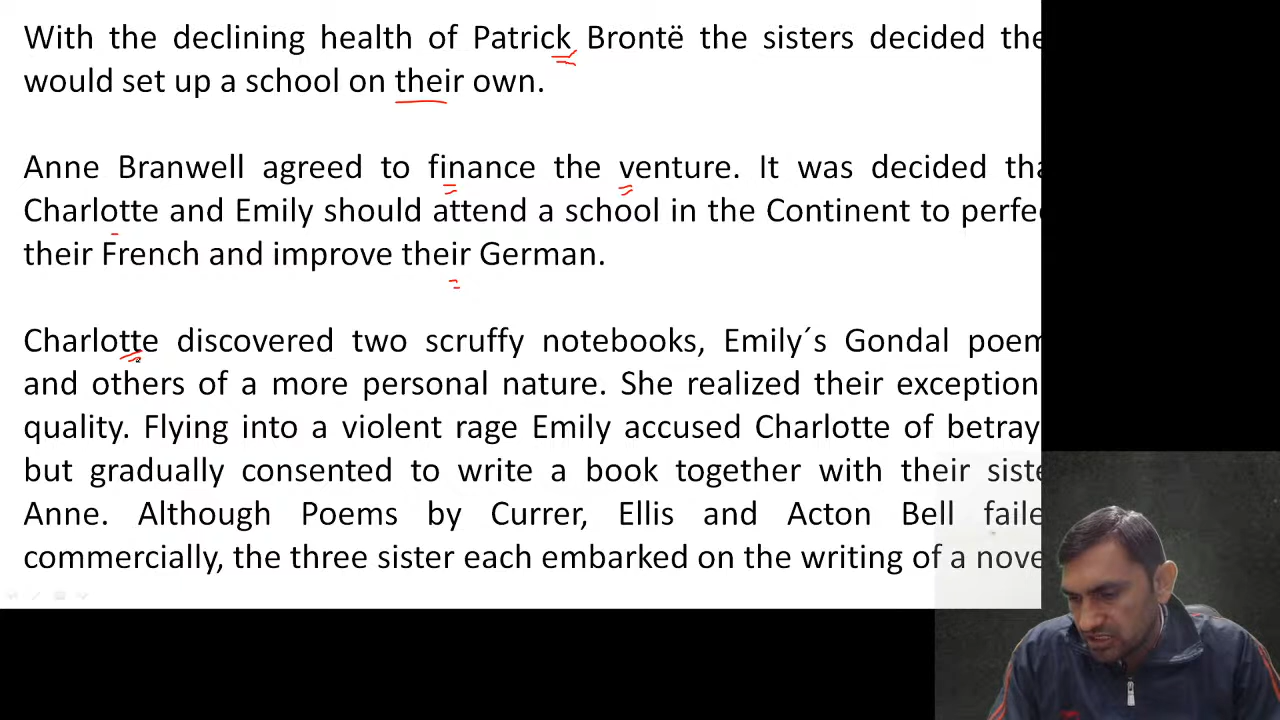 With the declining health of Patrick Brontë the sisters decided the
would set up a school on their own.
Anne Branwell agreed to finance the venture. It was decided tha
Charlotte and Emily should attend a school in the Continent to perfe
their French and improve their German.
Charlotte discovered two scruffy notebooks, Emily´s Gondal poem
and others of a more personal nature. She realized their exception
quality. Flying into a violent rage Emily accused Charlotte of betray
but gradually consented to write a book together with their siste
Anne. Although Poems by Currer, Ellis and Acton Bell faile
commercially, the three sister each embarked on the writing of a nove